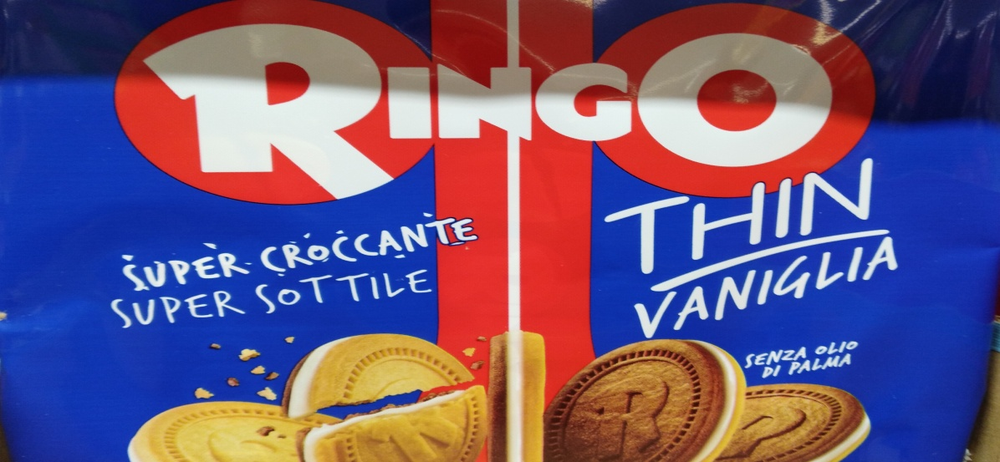 RINGO
THIN
VANIGLIA
SUPER CROCCANTE
SUPER SOTTILE
SENZA OLIO
DI PALMA
R